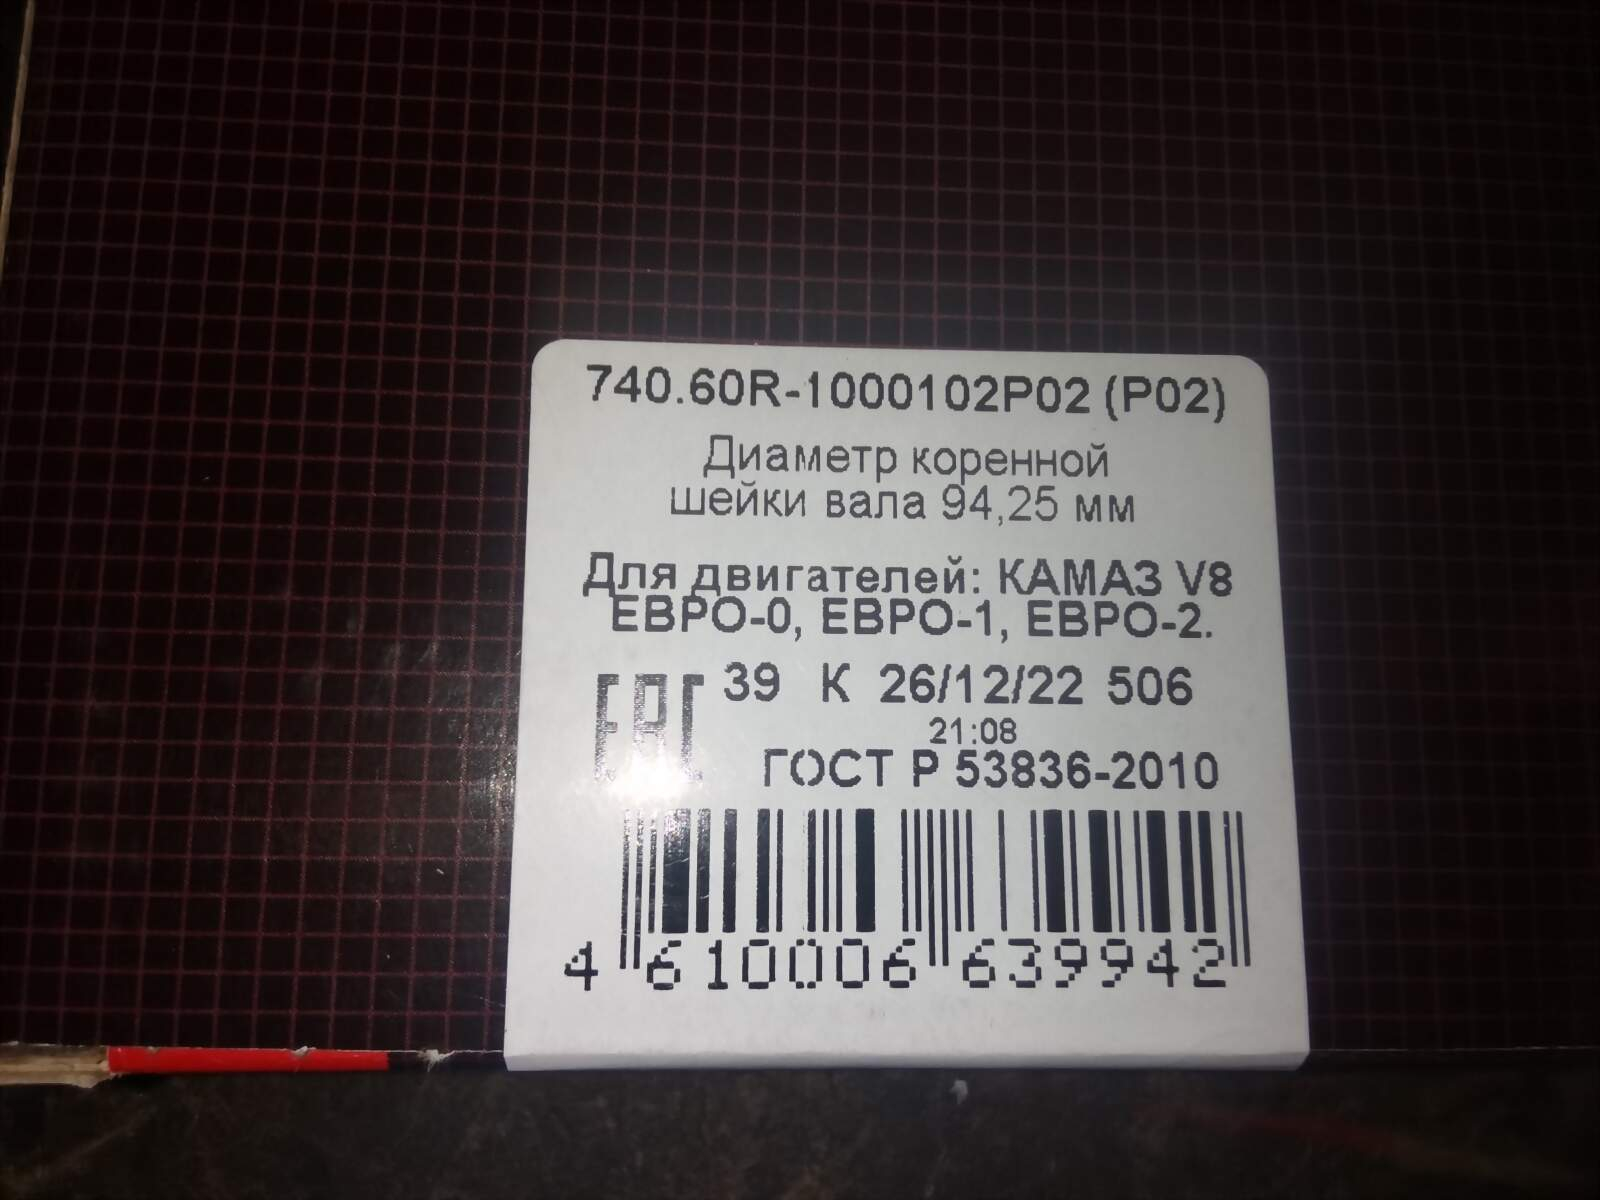 740.60R-1000102P02 (P02)
Диаметр коренной
шейки вала 94,25 мм
Для двигателей: КАМАЗ V8
ЕВРО-0, ЕВРО-1, ЕВРО-2.
EAC 39 К 26/12/22 506
21:08
ГОСТ Р 53836-2010
4 610006 639942